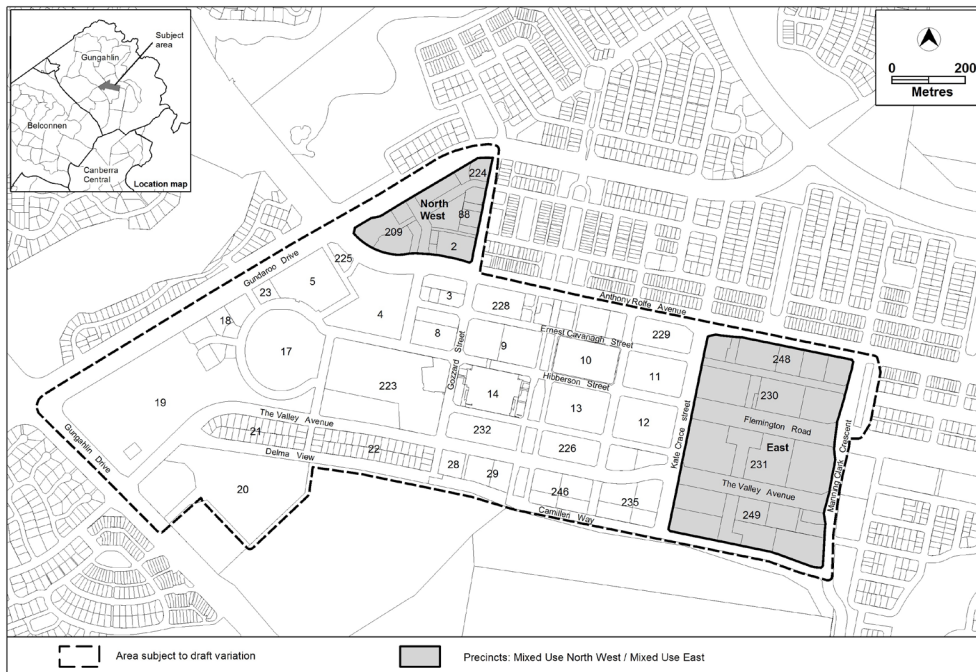 Gungahlin
Subject
area
Belconnen
Canberra
Central
Location map
0 200
Metres
224
North
West
88
209
2
225
Gundaroo Drive
5
23
3
228
Anthony Rolfe Avenue
4
18
8
Gozzard Street
9
Ernest Cavanagh Street
229
17
10
248
11
Hibberson Street
223
14
230
19
13
12
Kate Crace street
Flemington Road
The Valley Avenue
21
232
226
East
Manning Clark Crescent
Gungahlin Drive
Delma View
22
28
29
231
The Valley Avenue
20
246
235
249
Camilleri Way
Area subject to draft variation
Precincts: Mixed Use North West / Mixed Use East